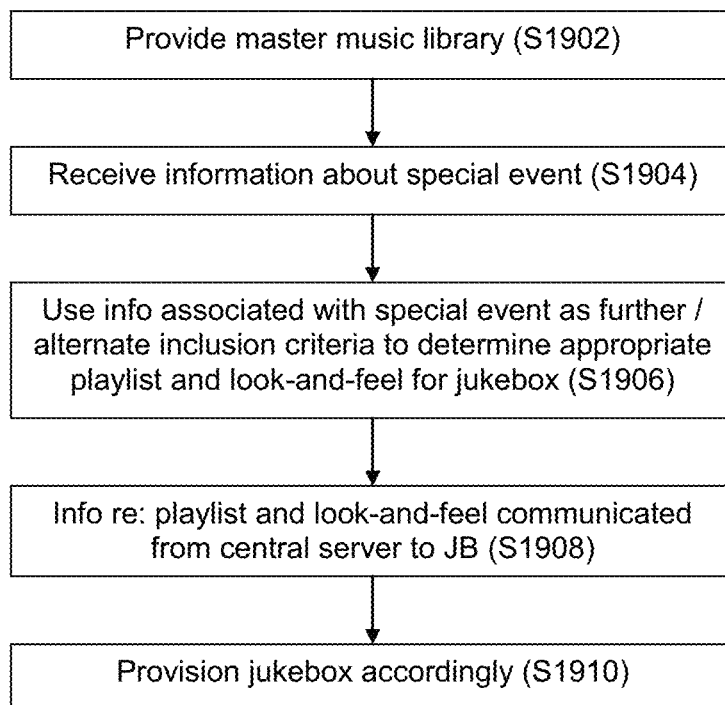 Provide master music library (S1902)
Receive information about special event (S1904)
Use info associated with special event as further /
alternate inclusion criteria to determine appropriate
playlist and look-and-feel for jukebox (S1906)
Info re: playlist and look-and-feel communicated
from central server to JB (S1908)
Provision jukebox accordingly (S1910)